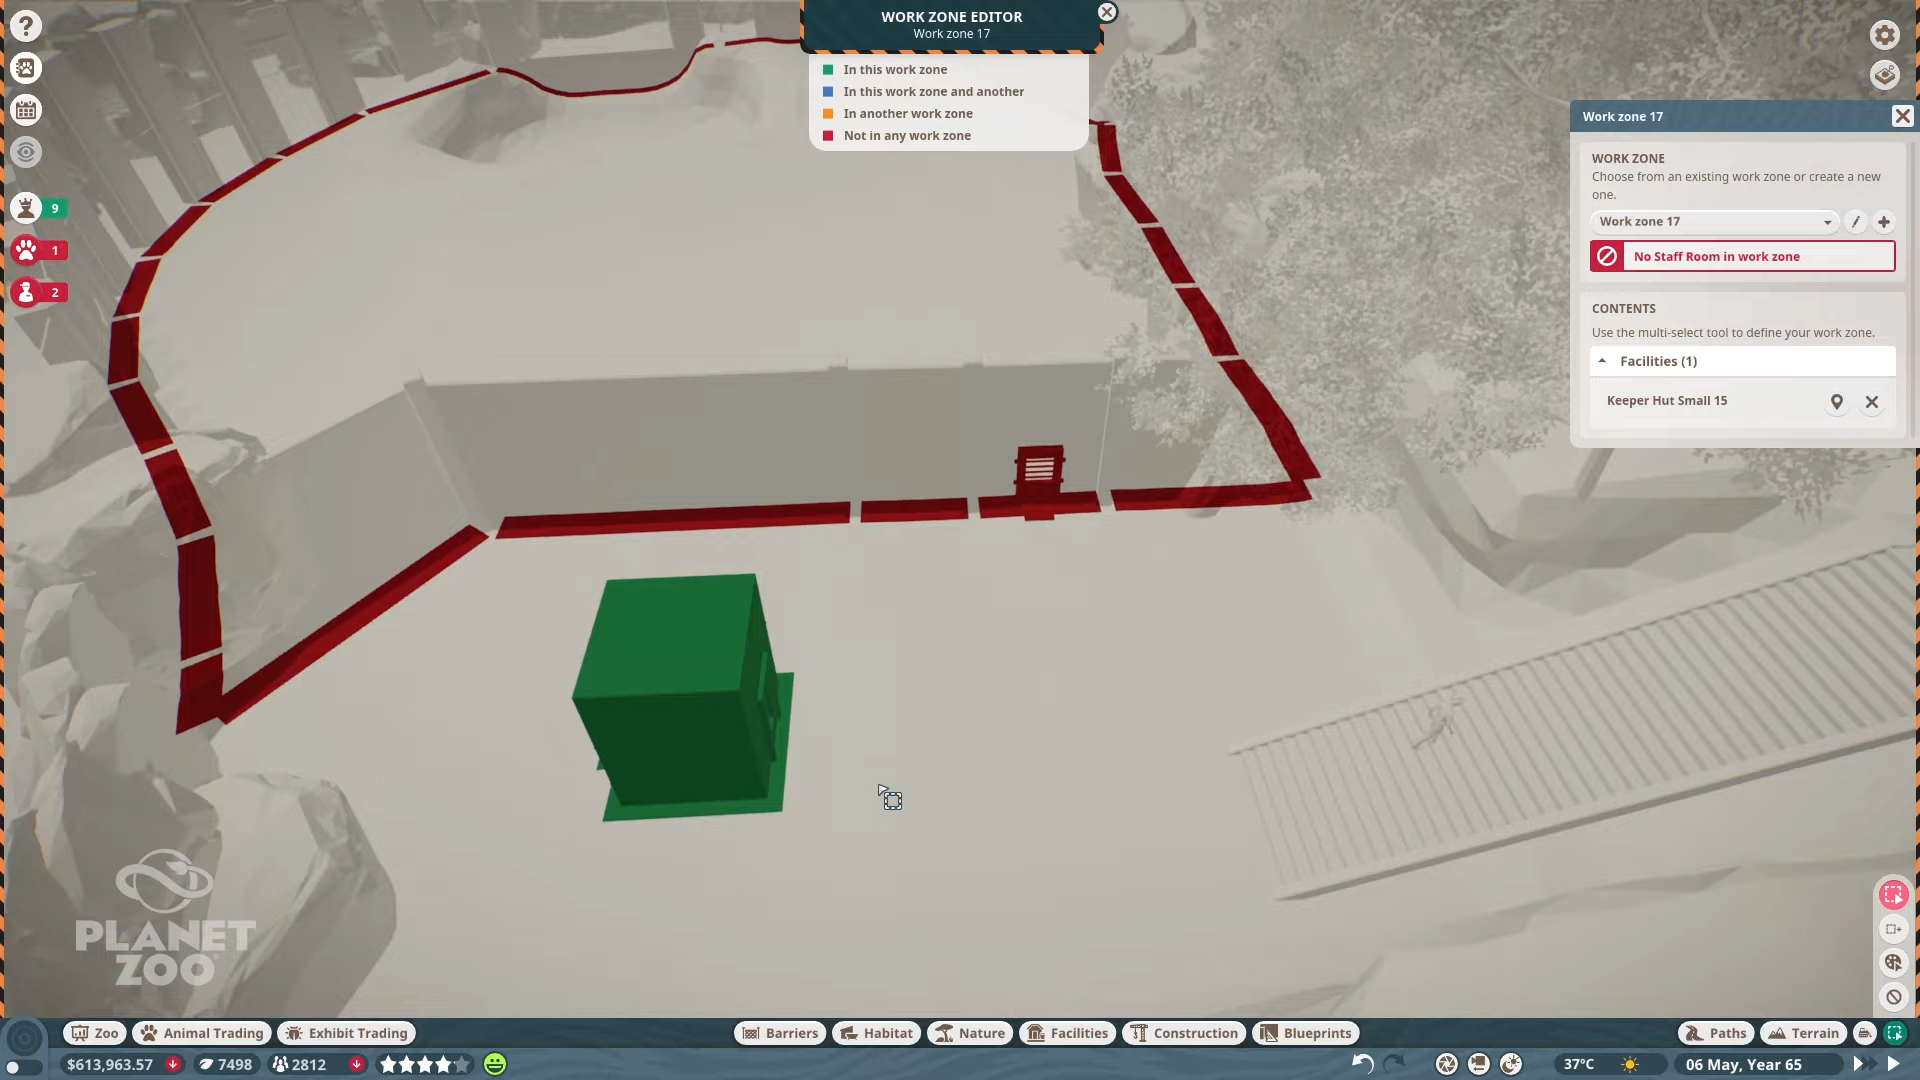 WORK ZONE EDITOR
Work zone 17
In this work zone
In this work zone and another
In another work zone
Not in any work zone
?
9
1
2
Work zone 17
WORK ZONE
Choose from an existing work zone or create a new
one.
Work zone 17
No Staff Room in work zone
CONTENTS
Use the multi-select tool to define your work zone.
Facilities (1)
Keeper Hut Small 15
PLANET
ZOO
Zoo
Animal Trading
Exhibit Trading
Barriers
Habitat
Nature
Facilities
Construction
Blueprints
Paths
Terrain
$613,963.57
7498
2812
37°C
06 May, Year 65